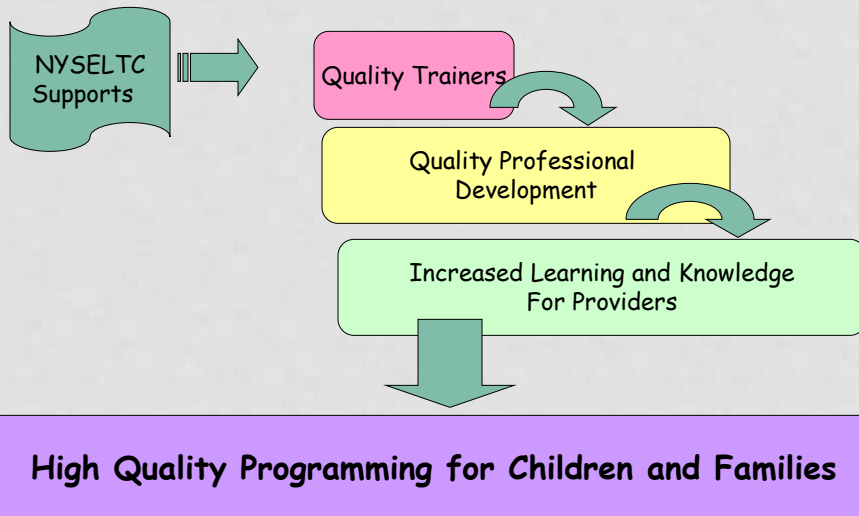 NYSELTC
Supports
Quality Trainers
Quality Professional
Development
Increased Learning and Knowledge
For Providers
High Quality Programming for Children and Families